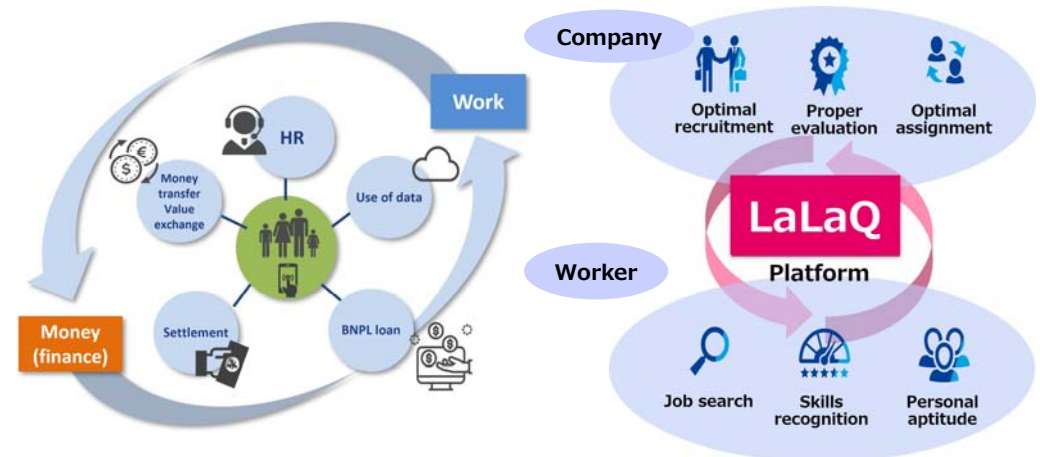 Work
HR
Money
transfer
Value
exchange
Use of data
Settlement
BNPL loan
Money
(finance)
Company
Optimal
recruitment
Proper
evaluation
Optimal
assignment
LaLaQ
Platform
Worker
Job search
Skills
recognition
Personal
aptitude